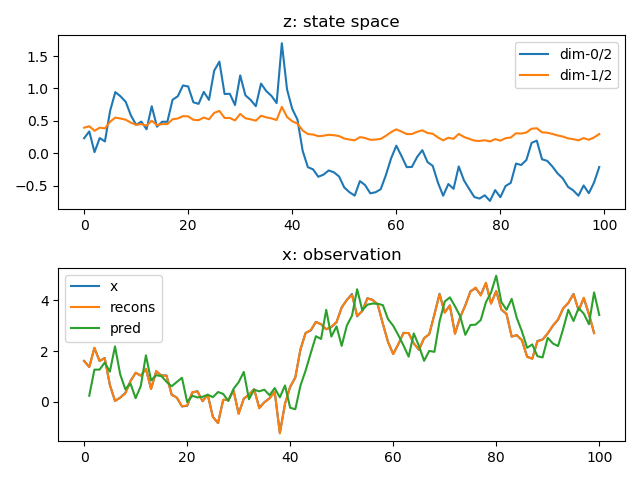 z: state space
1.5
1.0
0.5
0.0
−0.5
dim-0/2
dim-1/2
0 20 40 60 80 100
x: observation
4
2
0
x
recons
pred
0 20 40 60 80 100